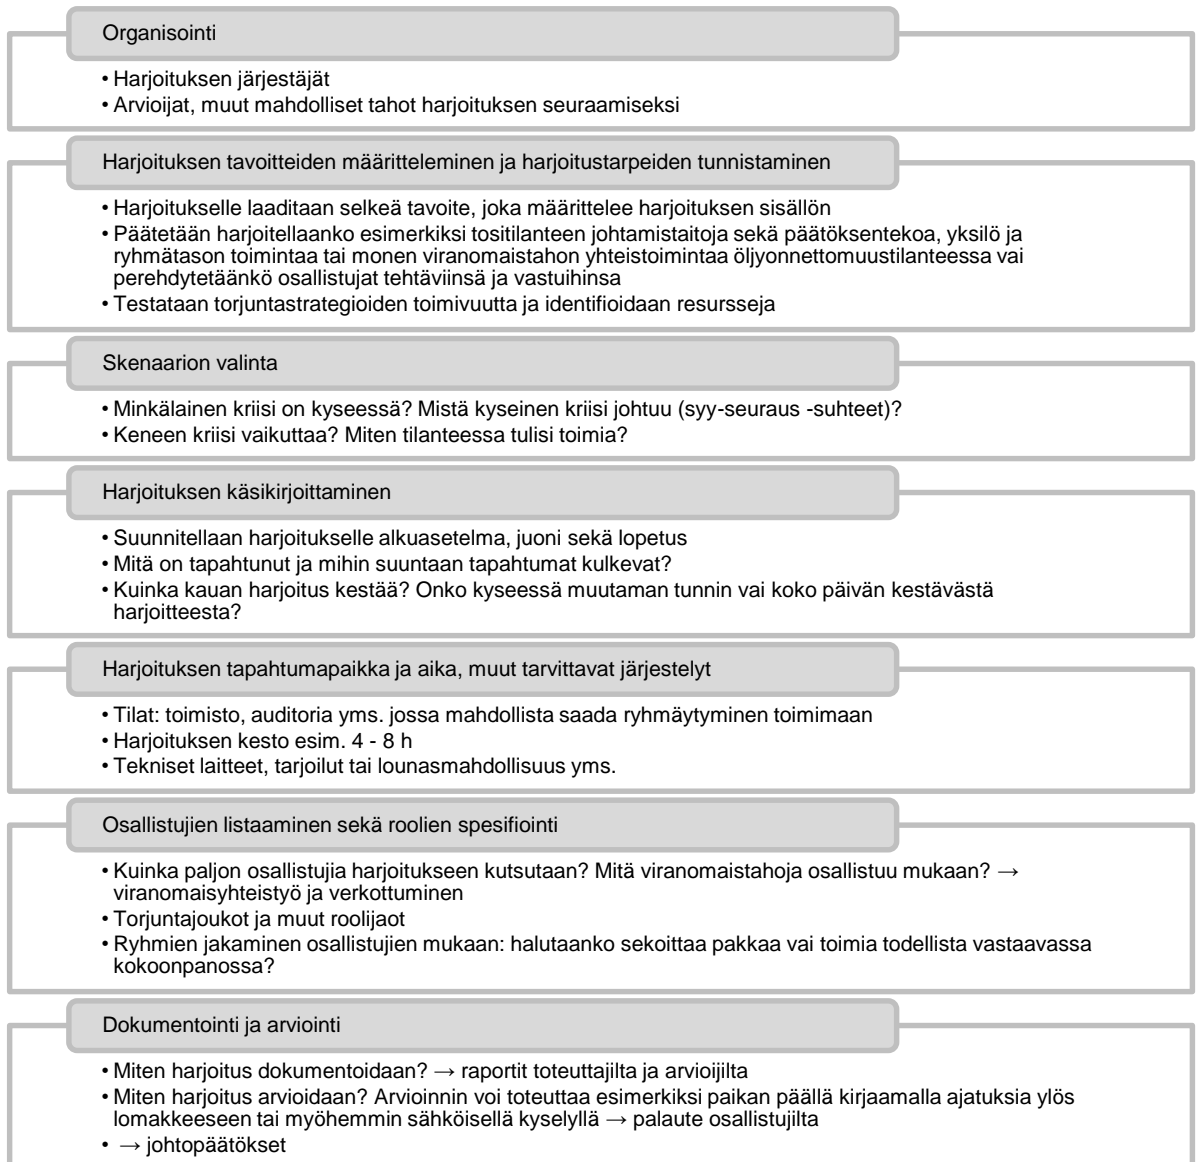 Organisointi
• Harjoituksen järjestäjät
• Arvioijat, muut mahdolliset tahot harjoituksen seuraamiseksi
Harjoituksen tavoitteiden määritteleminen ja harjoitustarpeiden tunnistaminen
• Harjoitukselle laaditaan selkeä tavoite, joka määrittelee harjoituksen sisällön
• Päätetään harjoitellaanko esimerkiksi tositilanteen johtamistaitoja sekä päätöksentekoa, yksilö ja
ryhmätason toimintaa tai monen viranomaistahon yhteistoimintaa öljyonnettomuustilanteessa vai
perehdytetäänkö osallistujat tehtäviinsä ja vastuihinsa
• Testataan torjuntastrategioiden toimivuutta ja identifioidaan resursseja
Skenaarion valinta
• Minkälainen kriisi on kyseessä? Mistä kyseinen kriisi johtuu (syy-seuraus -suhteet)?
• Keneen kriisi vaikuttaa? Miten tilanteessa tulisi toimia?
Harjoituksen käsikirjoittaminen
• Suunnitellaan harjoitukselle alkuasetelma, juoni sekä lopetus
• Mitä on tapahtunut ja mihin suuntaan tapahtumat kulkevat?
• Kuinka kauan harjoitus kestää? Onko kyseessä muutaman tunnin vai koko päivän kestävästä
harjoitteesta?
Harjoituksen tapahtumapaikka ja aika, muut tarvittavat järjestelyt
• Tilat: toimisto, auditoria yms. jossa mahdollista saada ryhmäytyminen toimimaan
• Harjoituksen kesto esim. 4 - 8 h
• Tekniset laitteet, tarjoilut tai lounasmahdollisuus yms.
Osallistujien listaaminen sekä roolien spesifiointi
• Kuinka paljon osallistujia harjoitukseen kutsutaan? Mitä viranomaistahoja osallistuu mukaan? →
viranomaisyhteistyö ja verkottuminen
• Torjuntajoukot ja muut roolijaot
• Ryhmien jakaminen osallistujien mukaan: halutaanko sekoittaa pakkaa vai toimia todellista vastaavassa
kokoonpanossa?
Dokumentointi ja arviointi
• Miten harjoitus dokumentoidaan? → raportit toteuttajilta ja arvioijilta
• Miten harjoitus arvioidaan? Arvioinnin voi toteuttaa esimerkiksi paikan päällä kirjaamalla ajatuksia ylös
lomakkeeseen tai myöhemmin sähköisellä kyselyllä → palaute osallistujilta
• → johtopäätökset